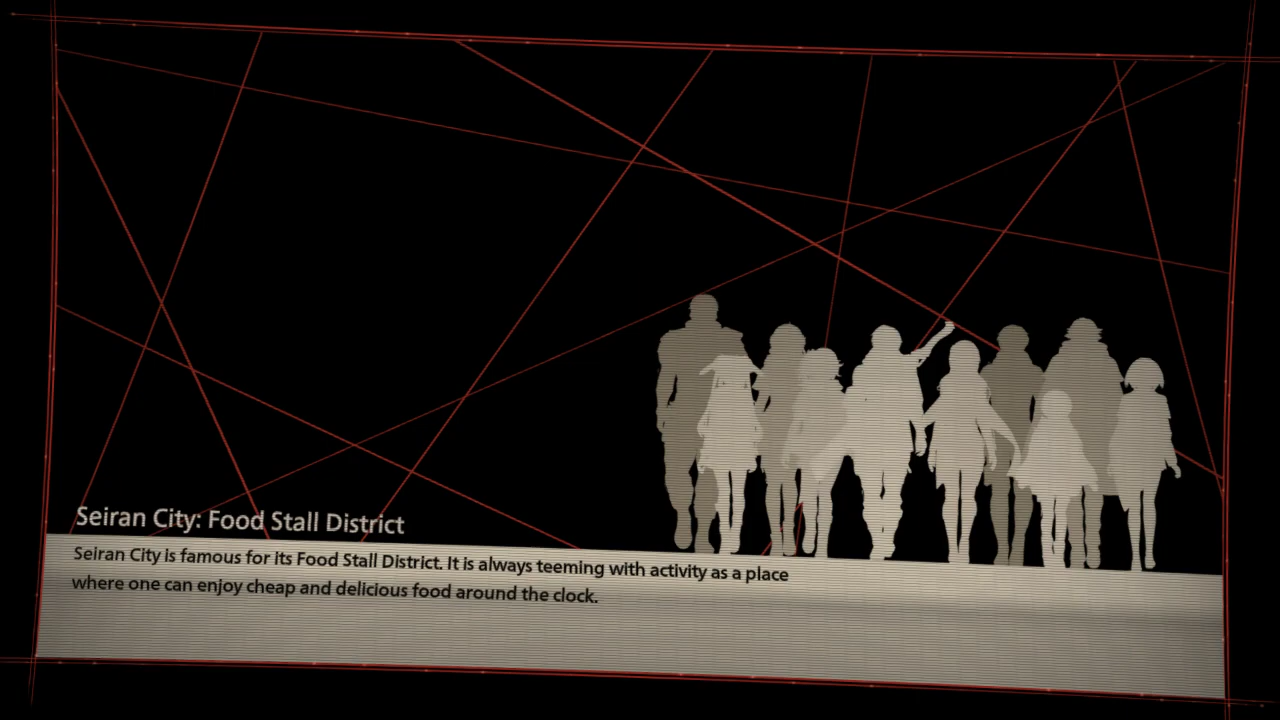 Seiran City: Food Stall District
Seiran City is famous for its Food Stall District. It is always teeming with activity as a place
where one can enjoy cheap and delicious food around the clock.